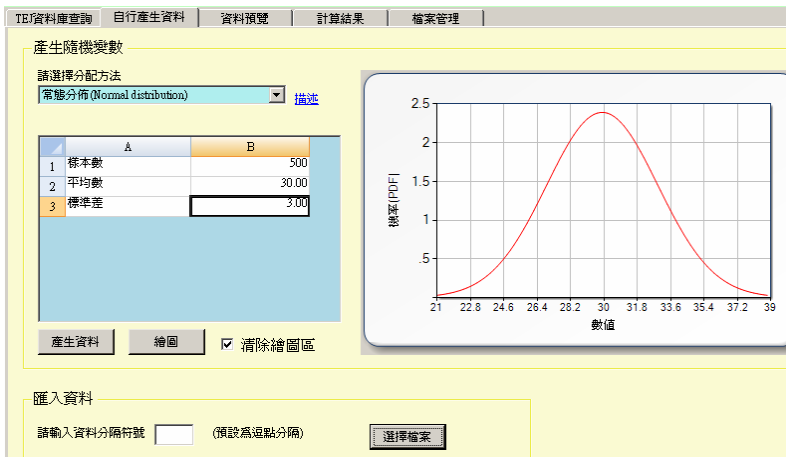 TEJ資料庫查詢 自行產生資料 資料預覽 計算結果 檔案管理
產生隨機變數
請選擇分配方法
常態分佈(Normal distribution) 描述
A B
1 樣本數 500
2 平均數 30.00
3 標準差 3.00
產生資料 繪圖 清除繪圖區
2.5
2
1.5
1
.5
機率(PDF)
21 22.8 24.6 26.4 28.2 30 31.8 33.6 35.4 37.2 39
數值
匯入資料
請輸入資料分隔符號 (預設為逗點分隔) 選擇檔案